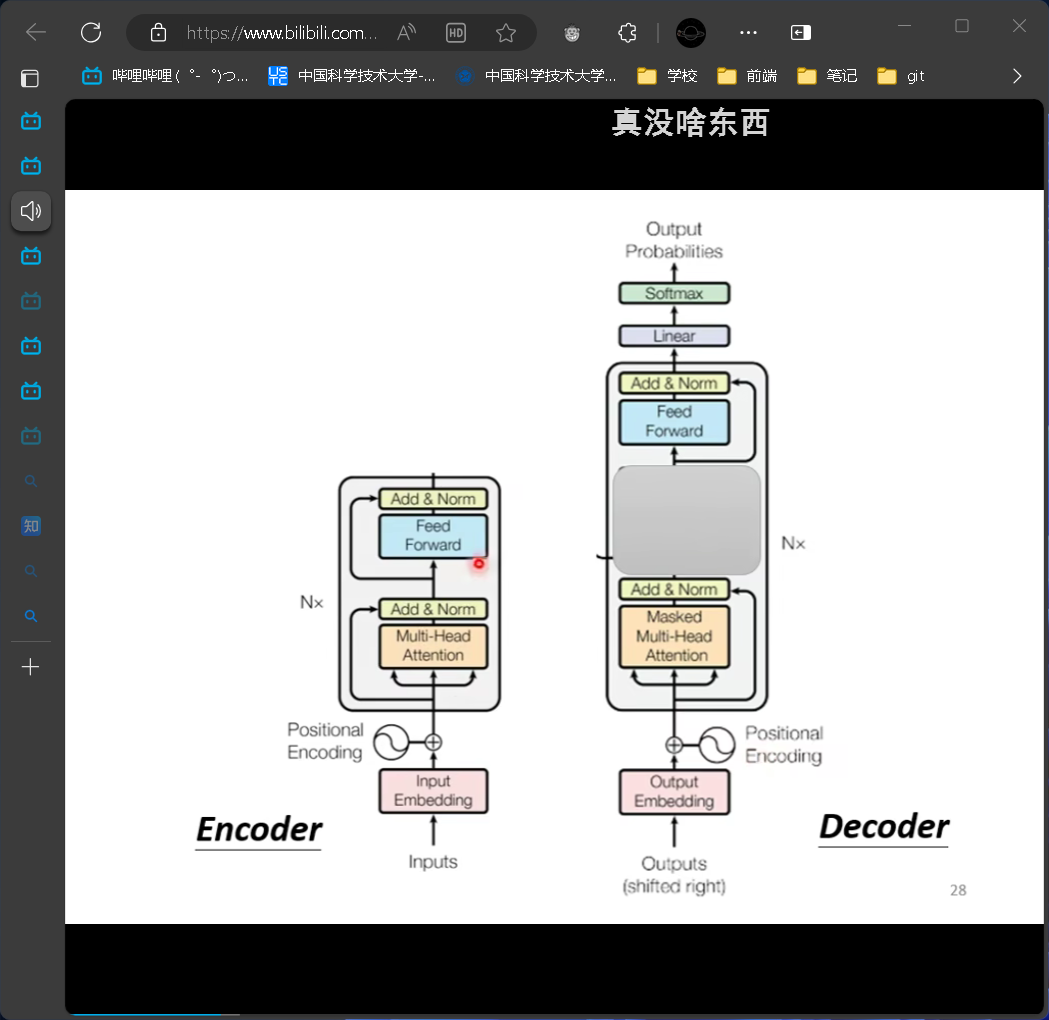 https://www.bilibili.com...
HD
哔哩哔哩 (゜-゜)つ...
中国科学技术大学-...
中国科学技术大学...
学校
前端
笔记
git
真没啥东西
知
Output
Probabilities
Softmax
Linear
Add & Norm
Feed
Forward
Nx
Add & Norm
Masked
Multi-Head
Attention
Positional
Encoding
Output
Embedding
Outputs
(shifted right)
Decoder
Add & Norm
Feed
Forward
Nx
Add & Norm
Multi-Head
Attention
Positional
Encoding
Input
Embedding
Inputs
Encoder
28